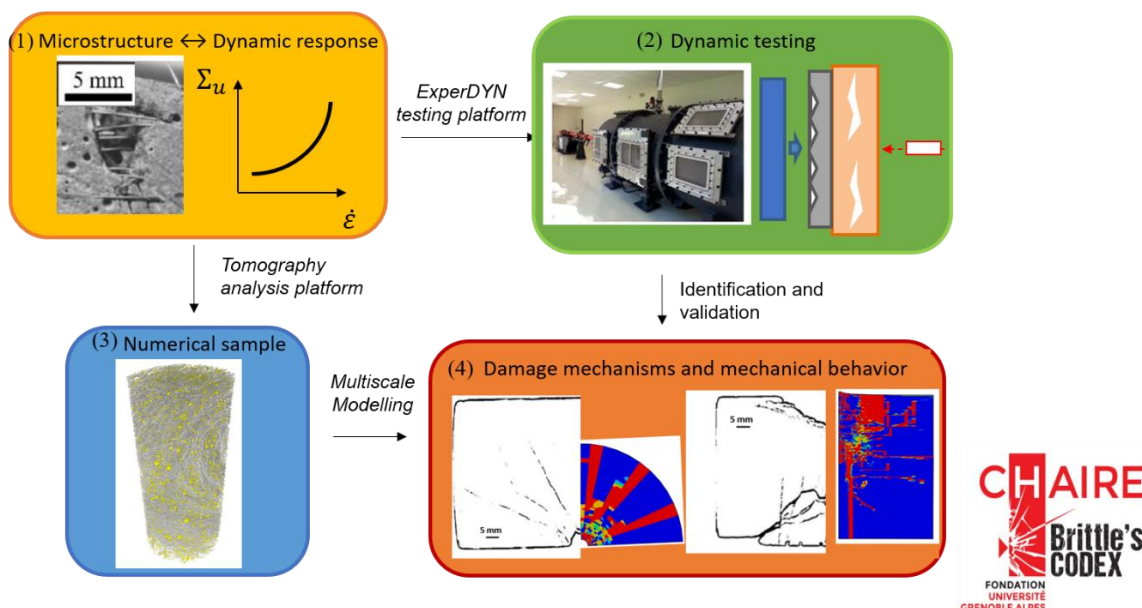 (1) Microstructure ↔ Dynamic response
5 mm
Σu
ε̇
ExperDYN
testing platform
(2) Dynamic testing
Tomography
analysis platform
Identification and
validation
(3) Numerical sample
Multiscale
Modelling
(4) Damage mechanisms and mechanical behavior
5 mm
5 mm
CHAIRE
Brittle's
CODEX
FONDATION
UNIVERSITÉ
GRENOBLE ALPES